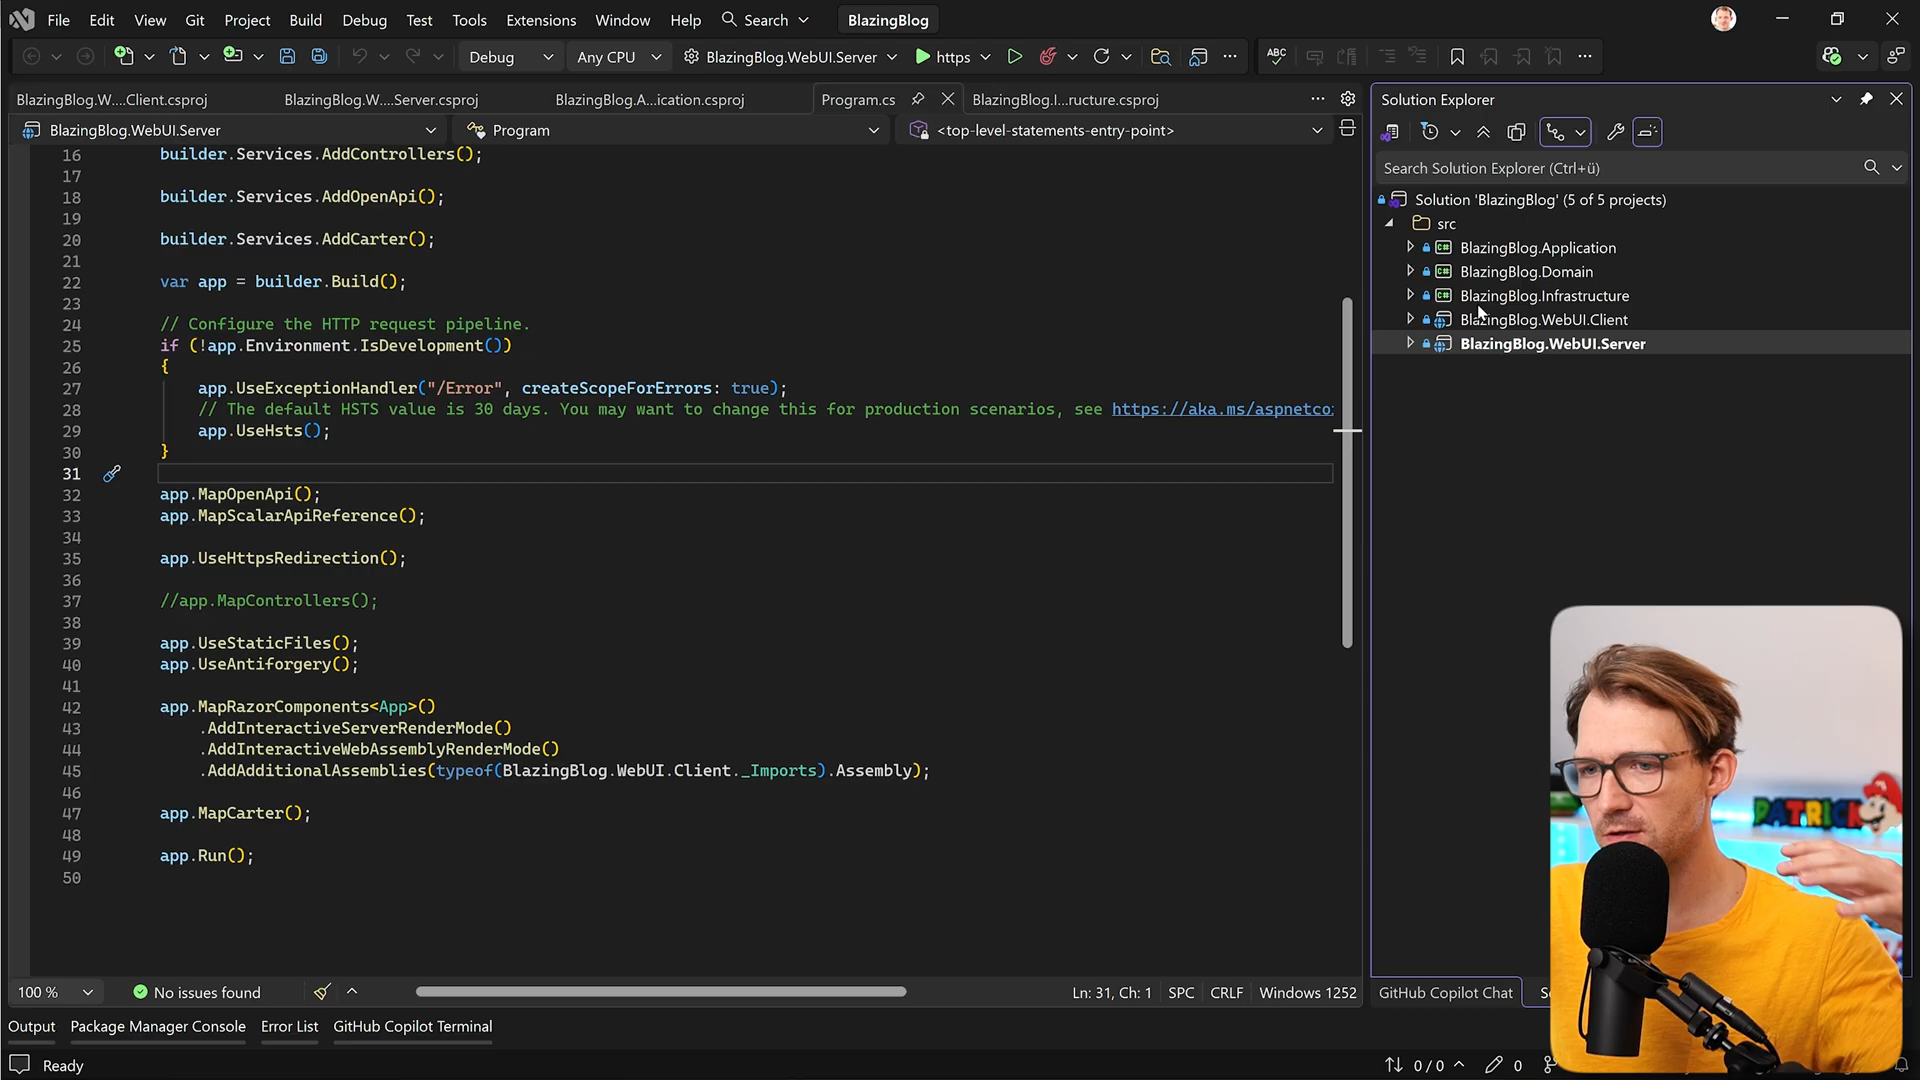 File Edit View Git Project Build Debug Test Tools Extensions Window Help Search BlazingBlog
Debug Any CPU BlazingBlog.WebUI.Server https ABC
BlazingBlog.W....Client.csproj BlazingBlog.W....Server.csproj BlazingBlog.A...ication.csproj Program.cs BlazingBlog.I...ructure.csproj
BlazingBlog.WebUI.Server Program <top-level-statements-entry-point>
16 builder.Services.AddControllers();
17
18 builder.Services.AddOpenApi();
19
20 builder.Services.AddCarter();
21
22 var app = builder.Build();
23
24 // Configure the HTTP request pipeline.
25 if (!app.Environment.IsDevelopment())
26 {
27 app.UseExceptionHandler("/Error", createScopeForErrors: true);
28 // The default HSTS value is 30 days. You may want to change this for production scenarios, see https://aka.ms/aspnetco
29 app.UseHsts();
30 }
31
32 app.MapOpenApi();
33 app.MapScalarApiReference();
34
35 app.UseHttpsRedirection();
36
37 //app.MapControllers();
38
39 app.UseStaticFiles();
40 app.UseAntiforgery();
41
42 app.MapRazorComponents<App>()
43 .AddInteractiveServerRenderMode()
44 .AddInteractiveWebAssemblyRenderMode()
45 .AddAdditionalAssemblies(typeof(BlazingBlog.WebUI.Client._Imports).Assembly);
46
47 app.MapCarter();
48
49 app.Run();
50
100 % No issues found Ln: 31, Ch: 1 SPC CRLF Windows 1252
Output Package Manager Console Error List GitHub Copilot Terminal
Ready 0 / 0 0
Solution Explorer
Search Solution Explorer (Ctrl+ü)
Solution 'BlazingBlog' (5 of 5 projects)
src
BlazingBlog.Application
BlazingBlog.Domain
BlazingBlog.Infrastructure
BlazingBlog.WebUI.Client
BlazingBlog.WebUI.Server
GitHub Copilot Chat
PATRICK